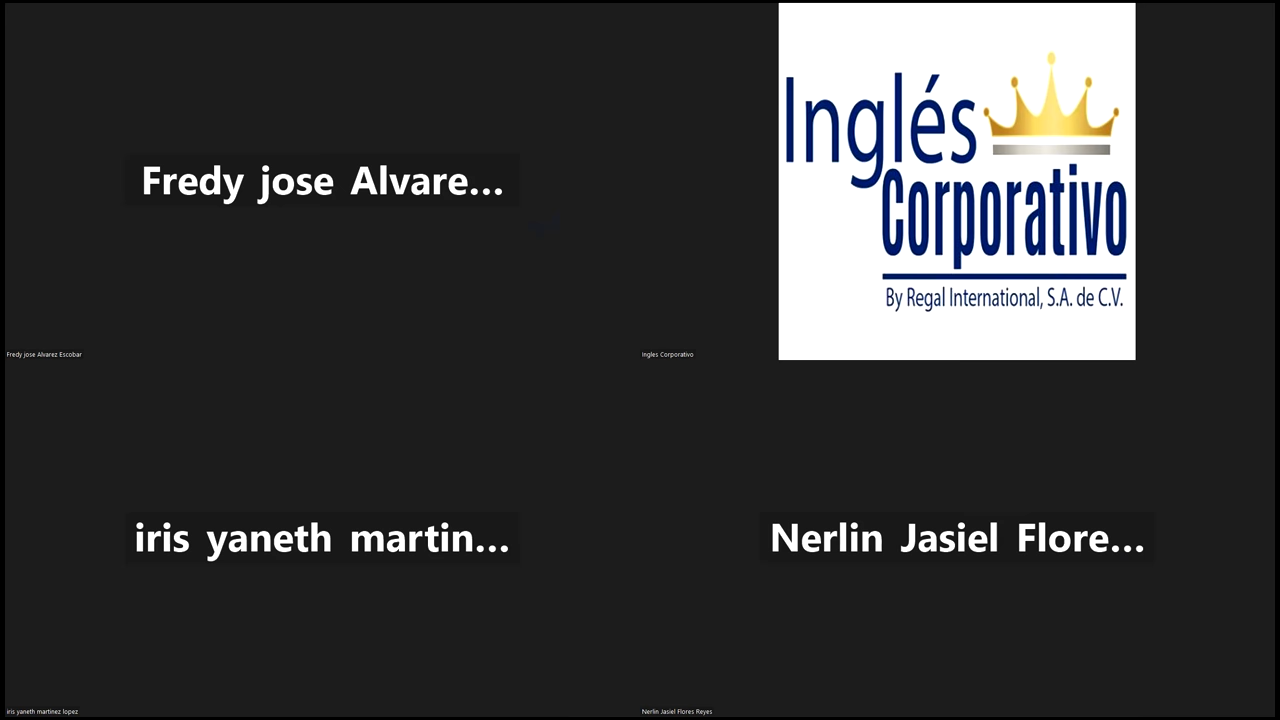 Fredy jose Alvare...
Inglés
Corporativo
By Regal International, S.A. de C.V.
Fredy jose Alvarez Escobar
Ingles Corporativo
iris yaneth martin...
Nerlin Jasiel Flore...
iris yaneth martinez lopez
Nerlin Jasiel Flores Reyes